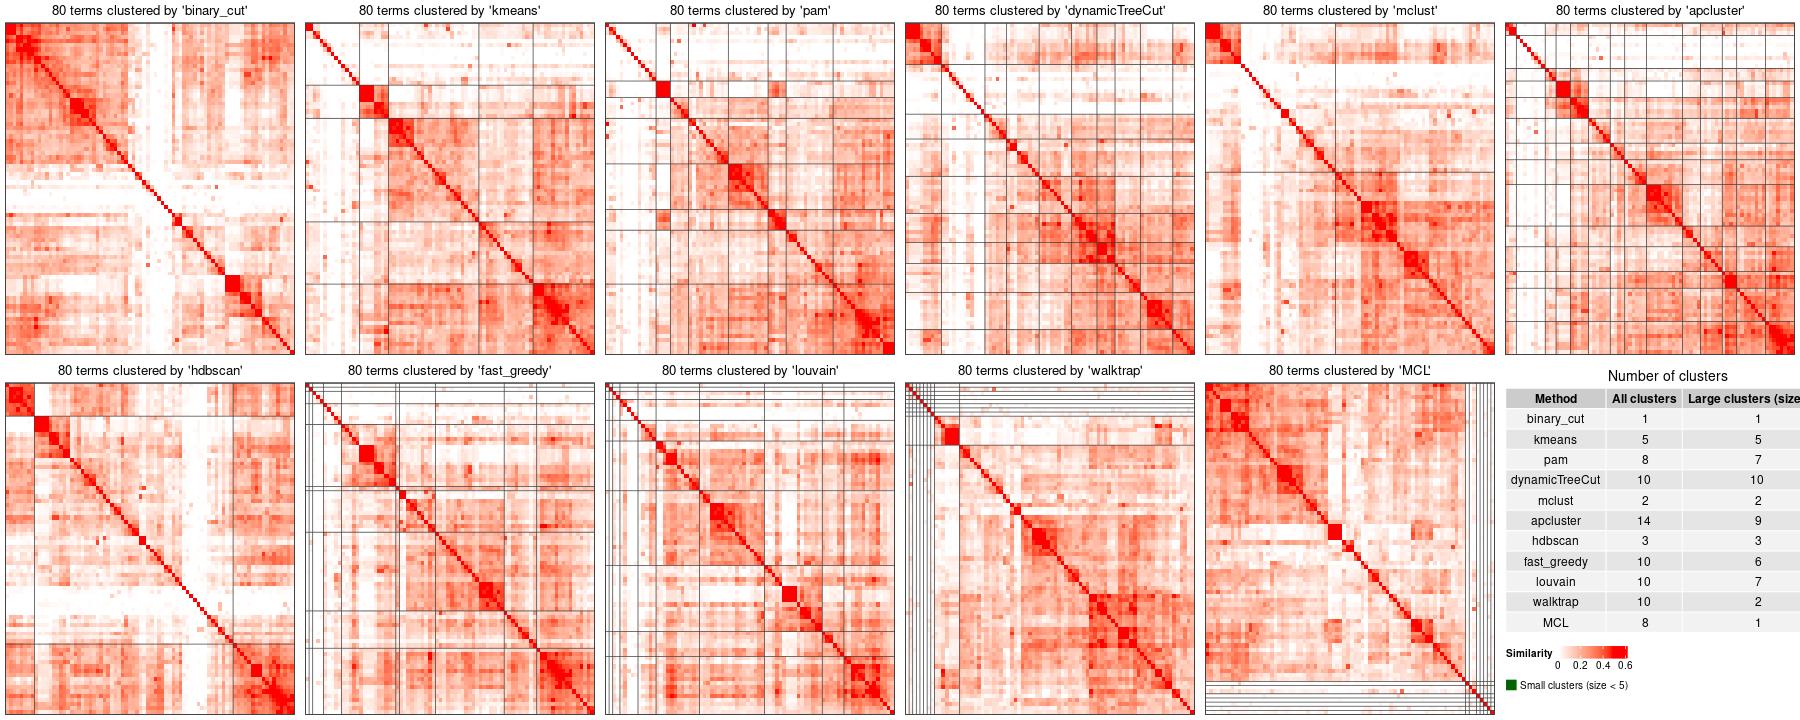 80 terms clustered by 'binary_cut'
80 terms clustered by 'kmeans'
80 terms clustered by 'pam'
80 terms clustered by 'dynamicTreeCut'
80 terms clustered by 'mclust'
80 terms clustered by 'apcluster'
80 terms clustered by 'hdbscan'
80 terms clustered by 'fast_greedy'
80 terms clustered by 'louvain'
80 terms clustered by 'walktrap'
80 terms clustered by 'MCL'
Number of clusters
Method All clusters Large clusters (size
binary_cut 1 1
kmeans 5 5
pam 8 7
dynamicTreeCut 10 10
mclust 2 2
apcluster 14 9
hdbscan 3 3
fast_greedy 10 6
louvain 10 7
walktrap 10 2
MCL 8 1
Similarity
0 0.2 0.4 0.6
Small clusters (size < 5)